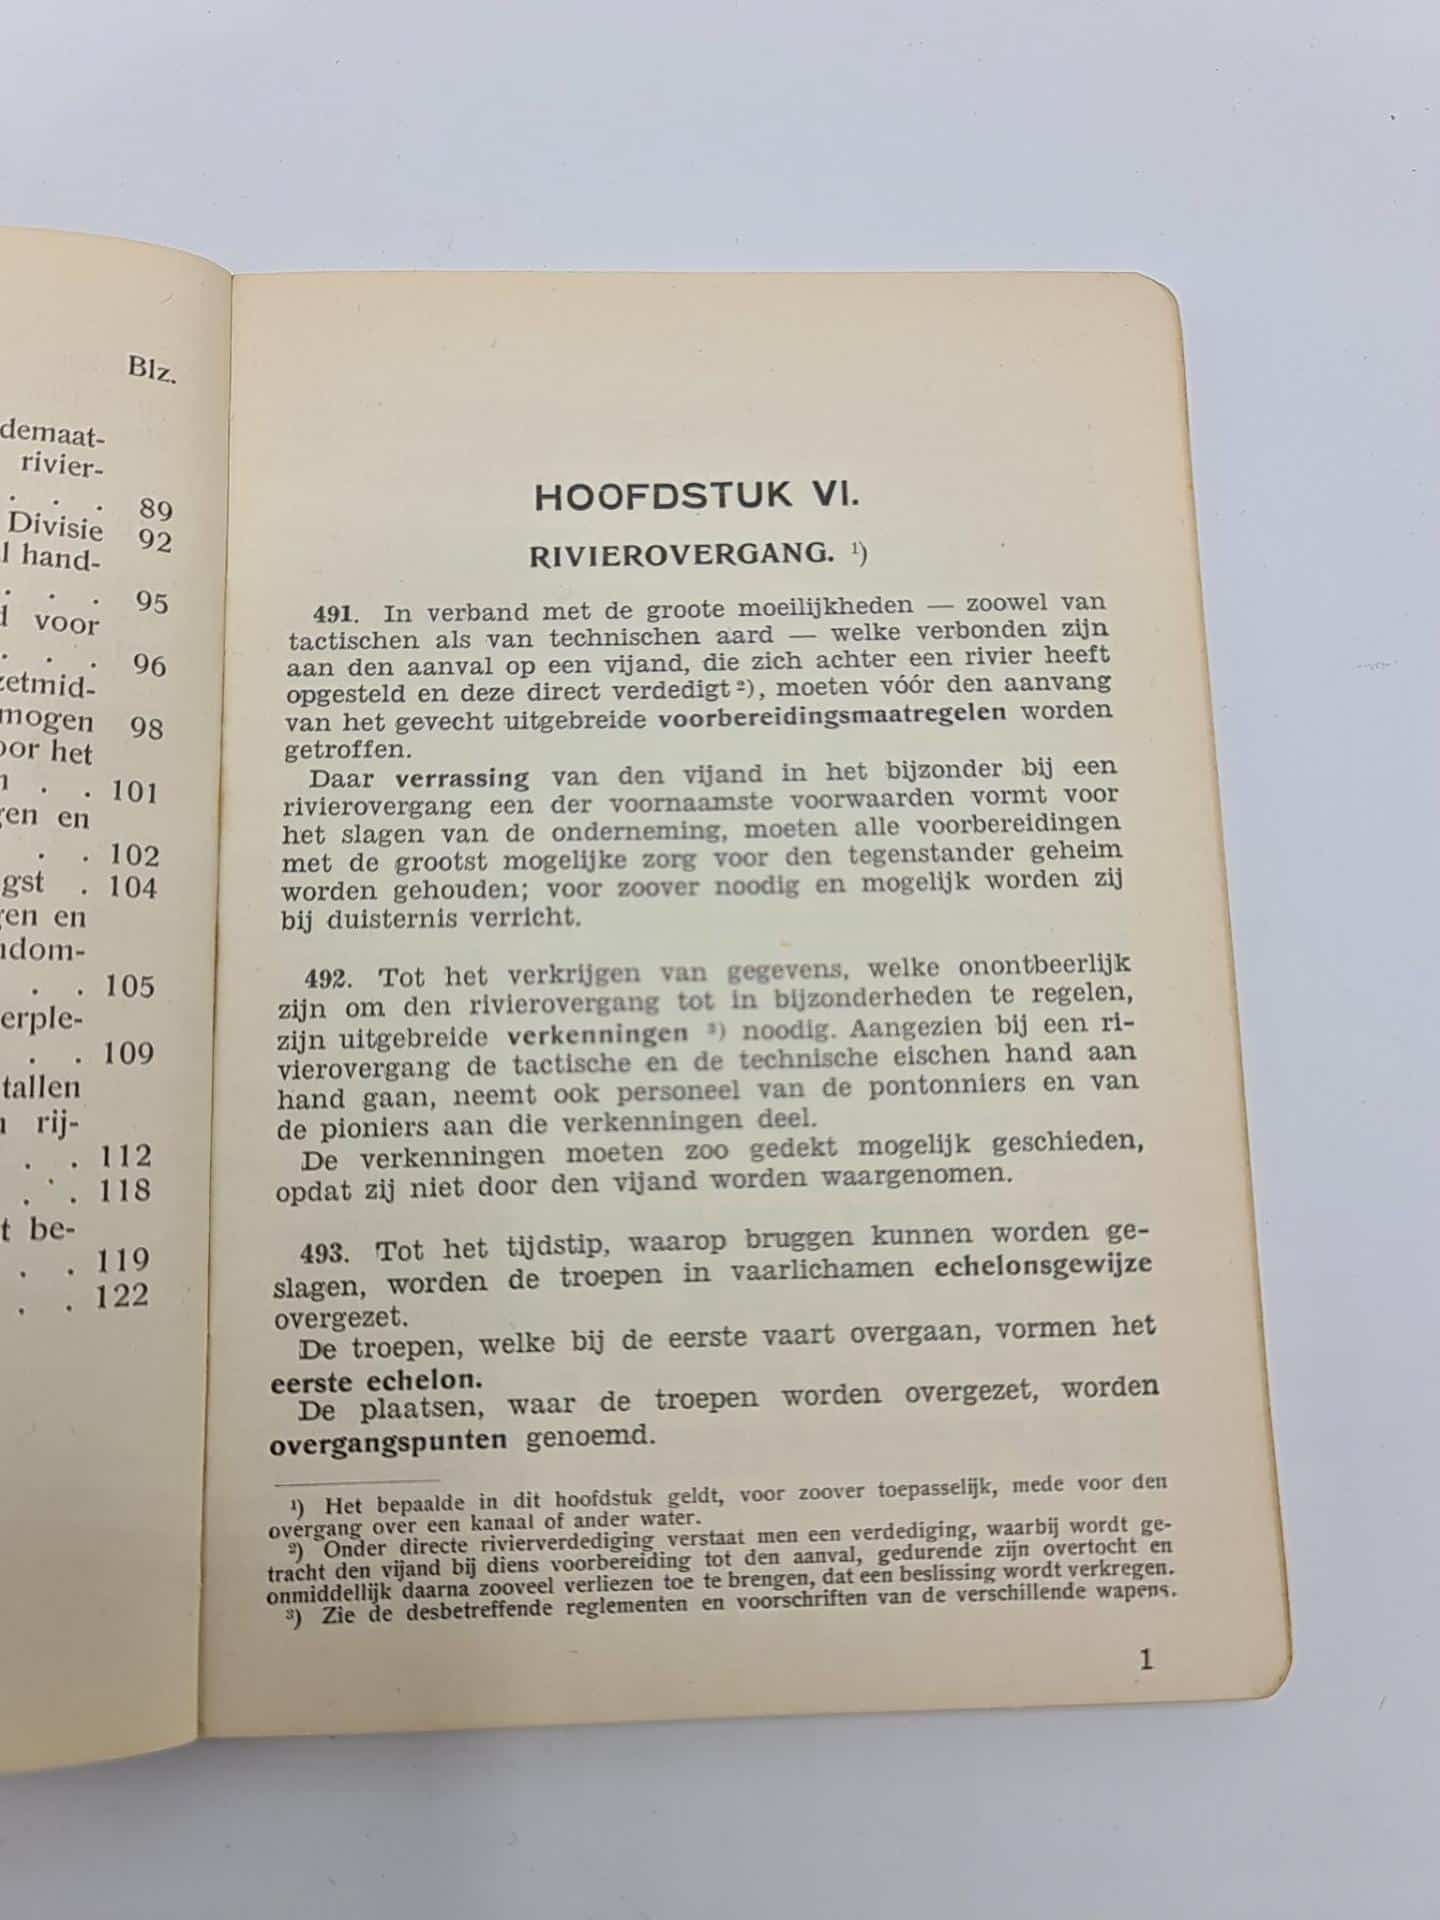 Blz.
demaat-
rivier-
. . . 89
Divisie 92
l hand-
. . . 95
d voor
. . . 96
zetmid-
mogen 98
oor het
. . 101
en en
. . 102
gst . 104
en en
ndom-
. . 105
erple-
. . 109
tallen
n rij-
. . 112
. . 118
t be-
. . 119
. . 122
HOOFDSTUK VI.
RIVIEROVERGANG. ¹)
491. In verband met de groote moeilijkheden — zoowel van
tactischen als van technischen aard — welke verbonden zijn
aan den aanval op een vijand, die zich achter een rivier heeft
opgesteld en deze direct verdedigt ²), moeten vóór den aanvang
van het gevecht uitgebreide voorbereidingsmaatregelen worden
getroffen.
Daar verrassing van den vijand in het bijzonder bij een
rivierovergang een der voornaamste voorwaarden vormt voor
het slagen van de onderneming, moeten alle voorbereidingen
met de grootst mogelijke zorg voor den tegenstander geheim
worden gehouden; voor zoover noodig en mogelijk worden zij
bij duisternis verricht.
492. Tot het verkrijgen van gegevens, welke onontbeerlijk
zijn om den rivierovergang tot in bijzonderheden te regelen,
zijn uitgebreide verkenningen ³) noodig. Aangezien bij een ri-
vierovergang de tactische en de technische eischen hand aan
hand gaan, neemt ook personeel van de pontonniers en van
de pioniers aan die verkenningen deel.
De verkenningen moeten zoo gedekt mogelijk geschieden,
opdat zij niet door den vijand worden waargenomen.
493. Tot het tijdstip, waarop bruggen kunnen worden ge-
slagen, worden de troepen in vaarlichamen echelonsgewijze
overgezet.
De troepen, welke bij de eerste vaart overgaan, vormen het
eerste echelon.
De plaatsen, waar de troepen worden overgezet, worden
overgangspunten genoemd.
¹) Het bepaalde in dit hoofdstuk geldt, voor zoover toepasselijk, mede voor den
overgang over een kanaal of ander water.
²) Onder directe rivierverdediging verstaat men een verdediging, waarbij wordt ge-
tracht den vijand bij diens voorbereiding tot den aanval, gedurende zijn overtocht en
onmiddellijk daarna zooveel verliezen toe te brengen, dat een beslissing wordt verkregen.
³) Zie de desbetreffende reglementen en voorschriften van de verschillende wapens.
1